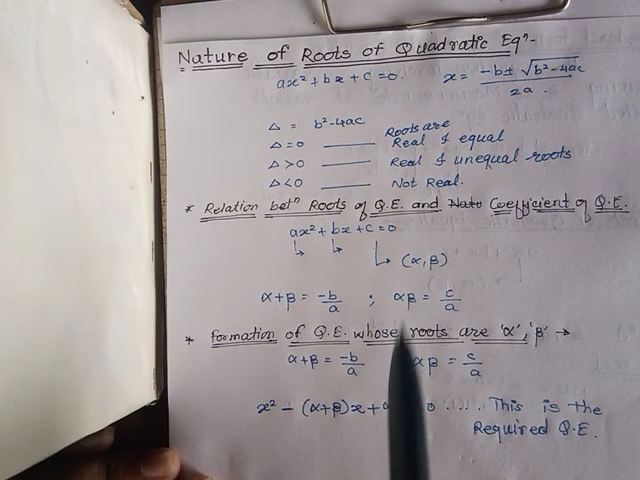 Nature of Roots of Quadratic Eqⁿ-
ax² + bx + c = 0. x = -b ± √b² - 4ac / 2a.
Δ = b² - 4ac
Roots are
Δ = 0 —— Real & equal
Δ > 0 —— Real & unequal roots
Δ < 0 —— Not Real.
* Relation betⁿ Roots of Q.E. and Natu Coefficient of Q.E.
ax² + bx + c = 0
(α, β)
α + β = -b/a ; αβ = c/a
* Formation of Q.E. whose roots are 'α', 'β' →
α + β = -b/a αβ = c/a
x² - (α + β)x + 0 .... This is the
Required Q.E.